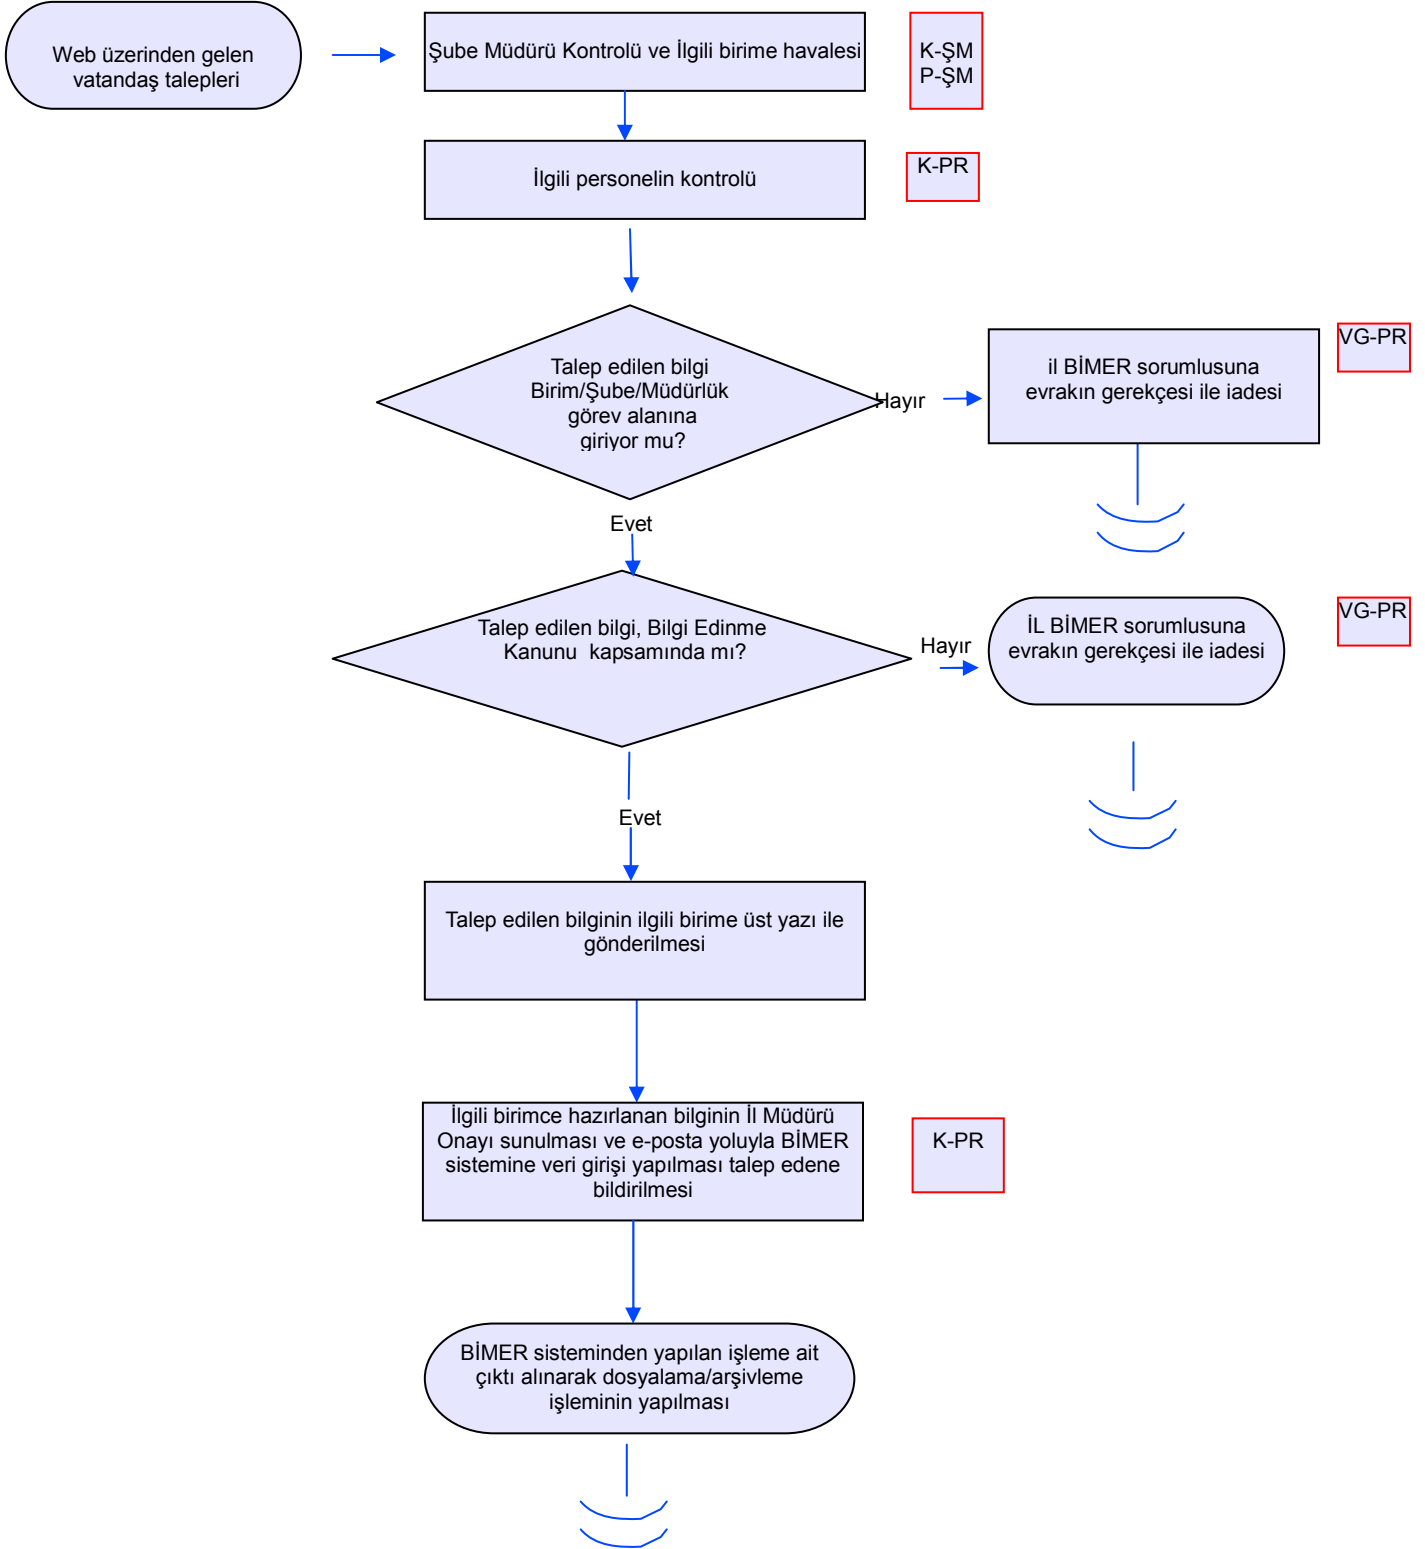 Web üzerinden gelen
vatandaş talepleri
Şube Müdürü Kontrolü ve İlgili birime havalesi
K-ŞM
P-ŞM
İlgili personelin kontrolü
K-PR
Talep edilen bilgi
Birim/Şube/Müdürlük
görev alanına
giriyor mu?
Hayır
il BİMER sorumlusuna
evrakın gerekçesi ile iadesi
VG-PR
Evet
Talep edilen bilgi, Bilgi Edinme
Kanunu  kapsamında mı?
Hayır
İL BİMER sorumlusuna
evrakın gerekçesi ile iadesi
VG-PR
Evet
Talep edilen bilginin ilgili birime üst yazı ile
gönderilmesi
İlgili birimce hazırlanan bilginin İl Müdürü
Onayı sunulması ve e-posta yoluyla BİMER
sistemine veri girişi yapılması talep edene
bildirilmesi
K-PR
BİMER sisteminden yapılan işleme ait
çıktı alınarak dosyalama/arşivleme
işleminin yapılması